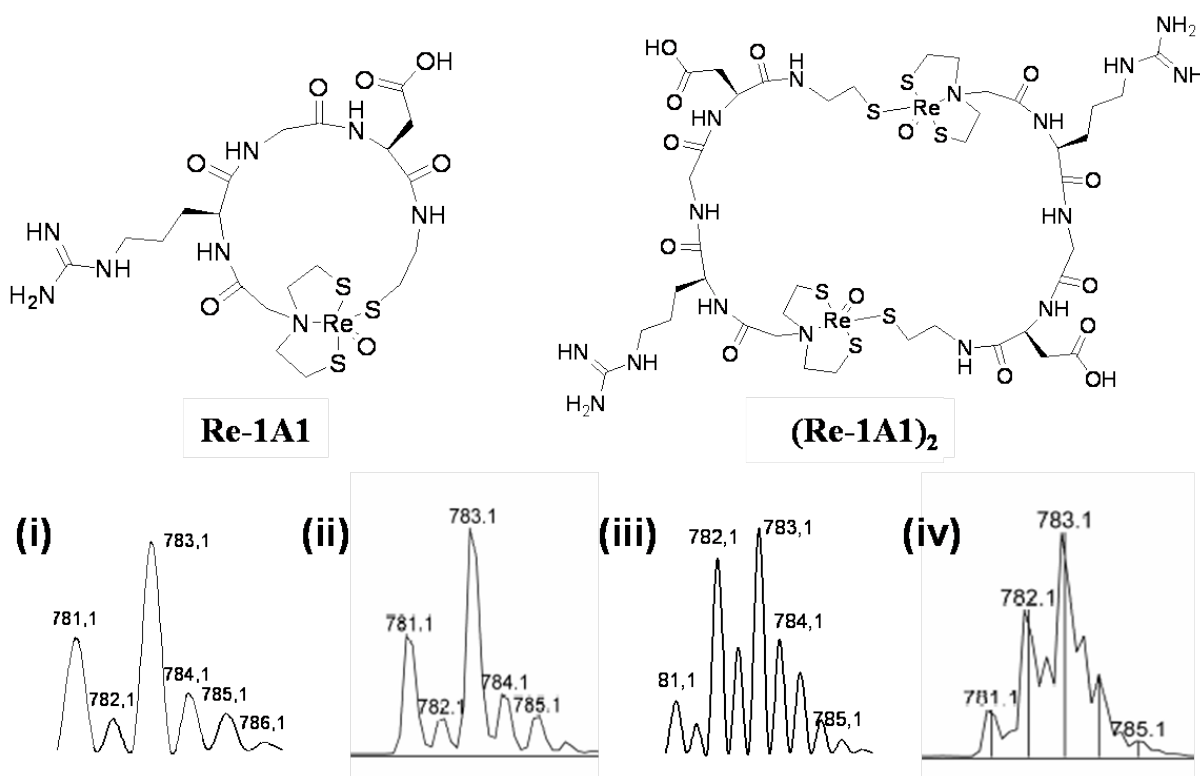 OH
O
O
H
N
HN
O
O
NH
HN
HN
NH
H2N
O
S
S
N
Re
O
S
Re-1A1
NH2
HO
O
H
N
S
O
HN
NH
O
S
Re
N
NH
HN
O
O
S
O
O
NH
HN
O
O
HN
S
O
O
NH
O
Re
S
HN
NH
O
N
S
N
H
O
OH
H2N
(Re-1A1)2
(i)
781,1
782,1
783,1
784,1
785,1
786,1
(ii)
781.1
782.1
783.1
784.1
785.1
(iii)
81,1
782,1
783,1
784,1
785,1
(iv)
781.1
782.1
783.1
785.1